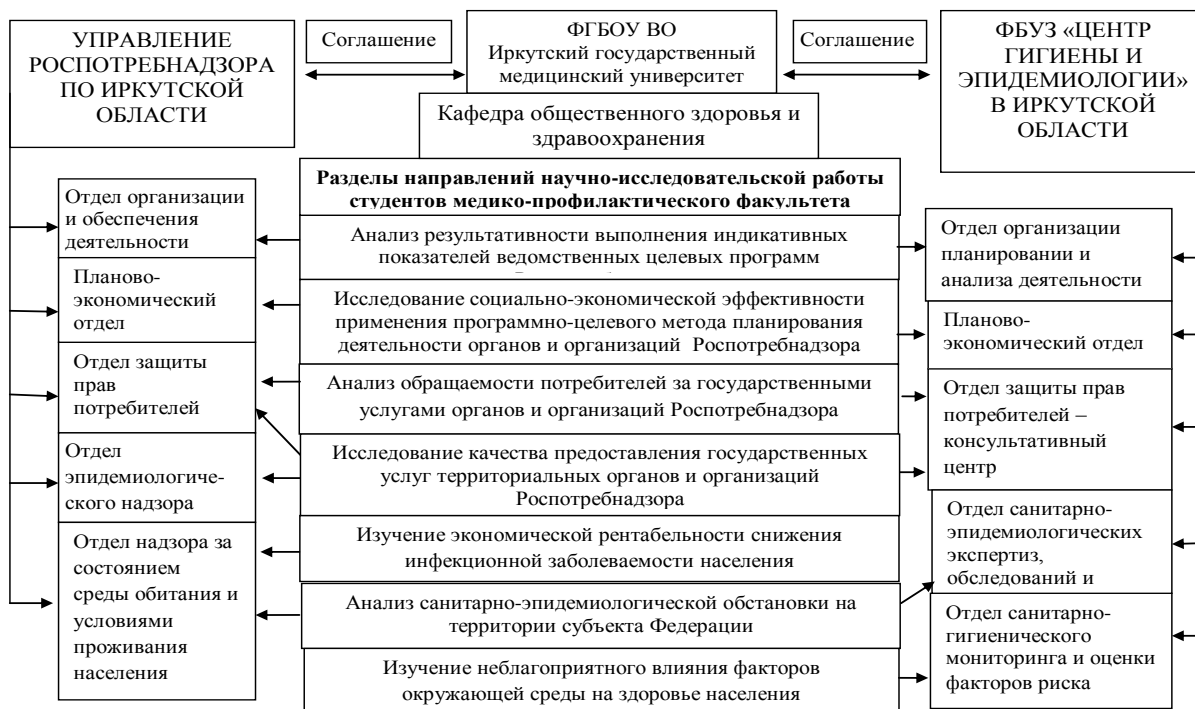 УПРАВЛЕНИЕ
РОСПОТРЕБНАДЗОРА
ПО ИРКУТСКОЙ
ОБЛАСТИ
Соглашение
ФГБОУ ВО
Иркутский государственный
медицинский университет
Соглашение
ФБУЗ «ЦЕНТР
ГИГИЕНЫ И
ЭПИДЕМИОЛОГИИ»
В ИРКУТСКОЙ
ОБЛАСТИ
Кафедра общественного здоровья и
здравоохранения
Разделы направлений научно-исследовательской работы
студентов медико-профилактического факультета
Отдел организации
и обеспечения
деятельности
Планово-
экономический
отдел
Отдел защиты
прав
потребителей
Отдел
эпидемиологиче-
ского надзора
Отдел надзора за
состоянием
среды обитания и
условиями
проживания
населения
Анализ результативности выполнения индикативных
показателей ведомственных целевых программ
Исследование социально-экономической эффективности
применения программно-целевого метода планирования
деятельности органов и организаций Роспотребнадзора
Анализ обращаемости потребителей за государственными
услугами органов и организаций Роспотребнадзора
Исследование качества предоставления государственных
услуг территориальных органов и организаций
Роспотребнадзора
Изучение экономической рентабельности снижения
инфекционной заболеваемости населения
Анализ санитарно-эпидемиологической обстановки на
территории субъекта Федерации
Изучение неблагоприятного влияния факторов
окружающей среды на здоровье населения
Отдел организации
планировании и
анализа деятельности
Планово-
экономический отдел
Отдел защиты прав
потребителей –
консультативный
центр
Отдел санитарно-
эпидемиологических
экспертиз,
обследований и
Отдел санитарно-
гигиенического
мониторинга и оценки
факторов риска